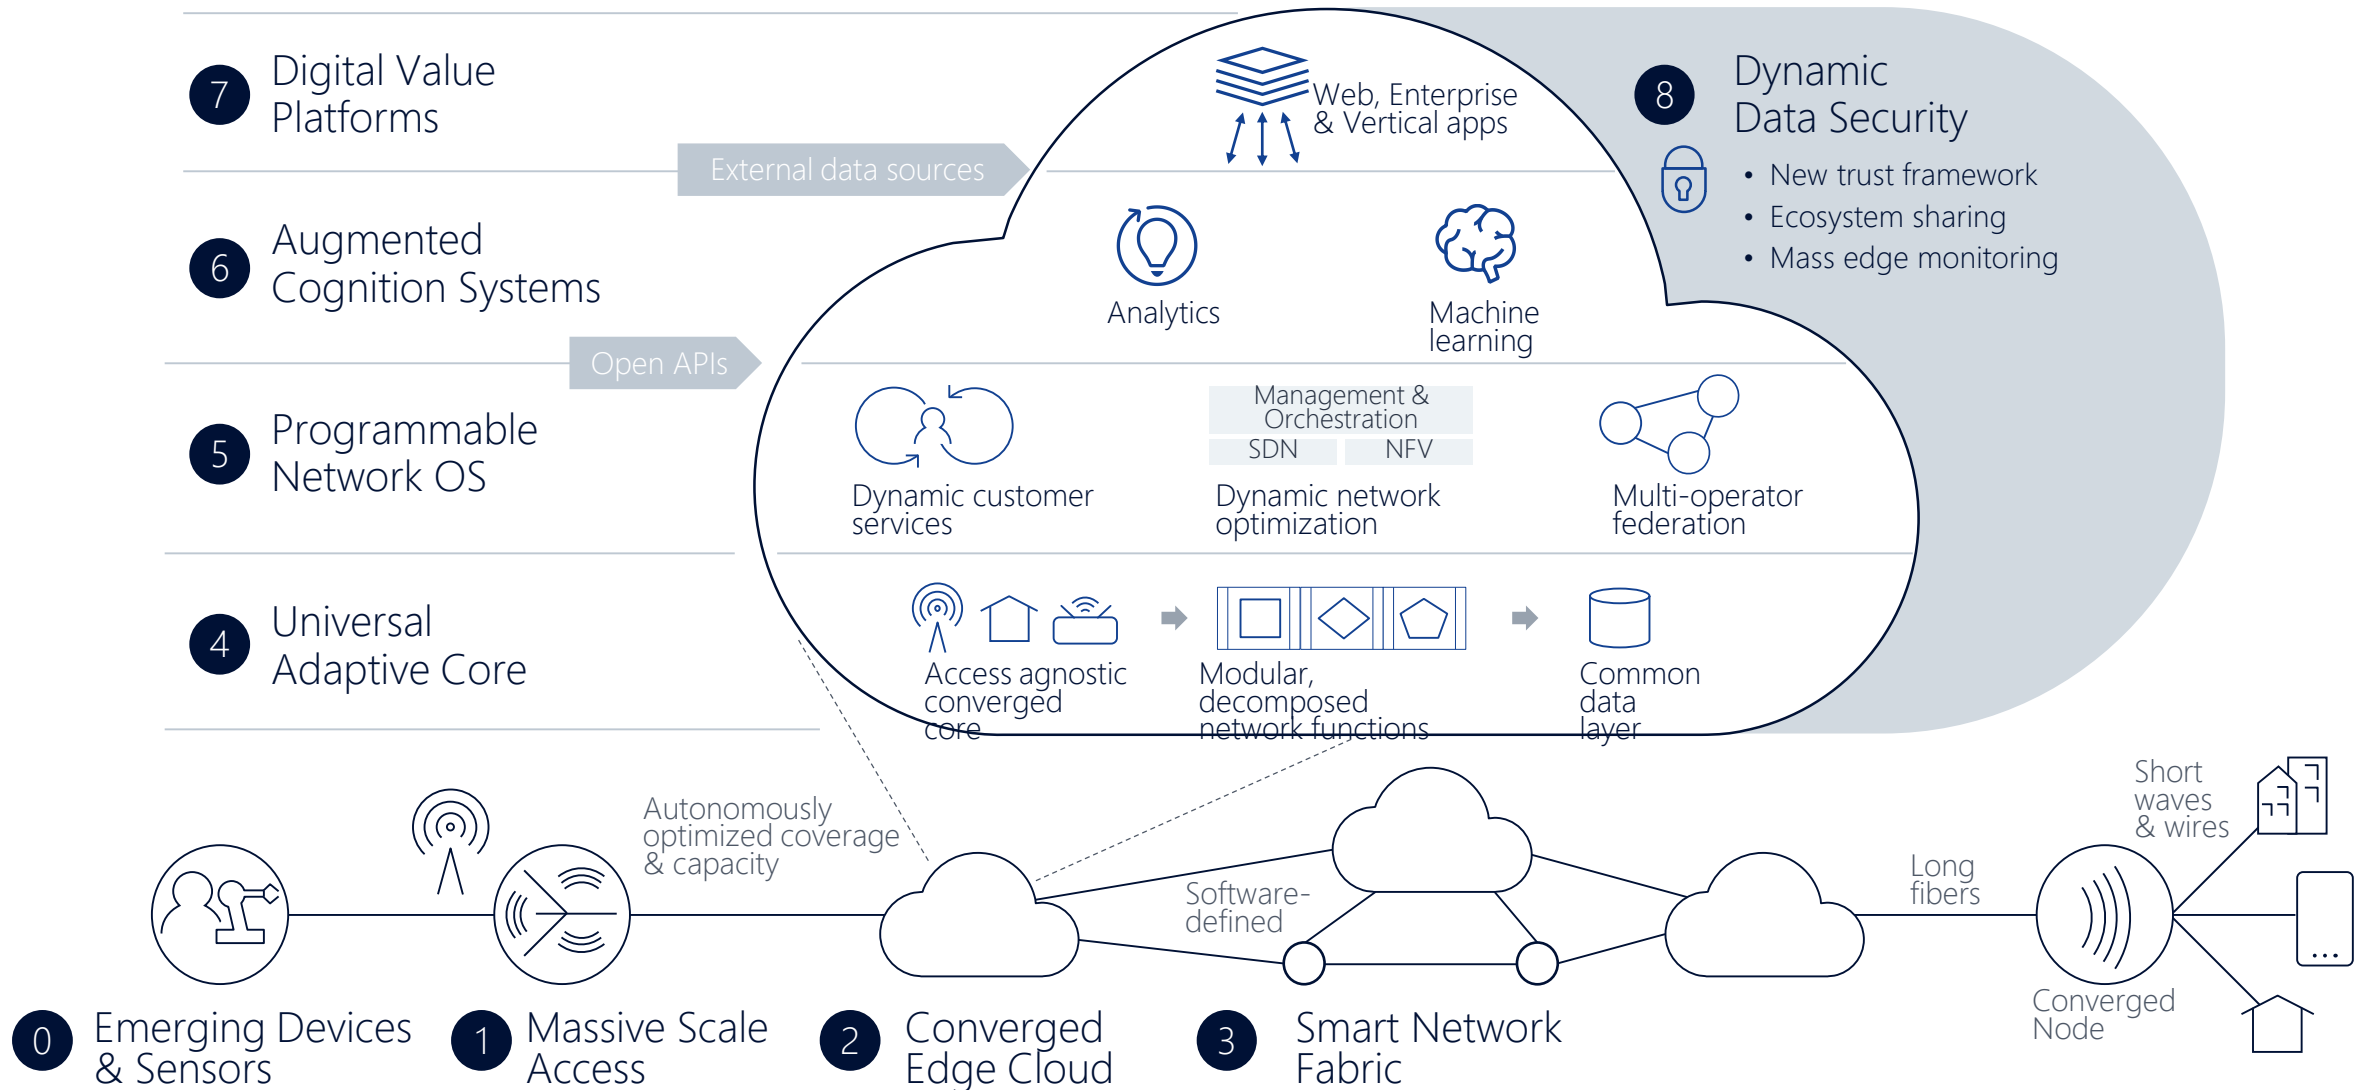 7
Digital Value
Platforms
External data sources
Web, Enterprise
& Vertical apps
8
Dynamic
Data Security
• New trust framework
• Ecosystem sharing
• Mass edge monitoring
6
Augmented
Cognition Systems
Open APIs
Analytics
Machine
learning
5
Programmable
Network OS
Dynamic customer
services
Management &
Orchestration
SDN
NFV
Dynamic network
optimization
Multi-operator
federation
4
Universal
Adaptive Core
Access agnostic
converged
core
Modular,
decomposed
network functions
Common
data
layer
Autonomously
optimized coverage
& capacity
Software-
defined
Long
fibers
Short
waves
& wires
Converged
Node
0
Emerging Devices
& Sensors
1
Massive Scale
Access
2
Converged
Edge Cloud
3
Smart Network
Fabric